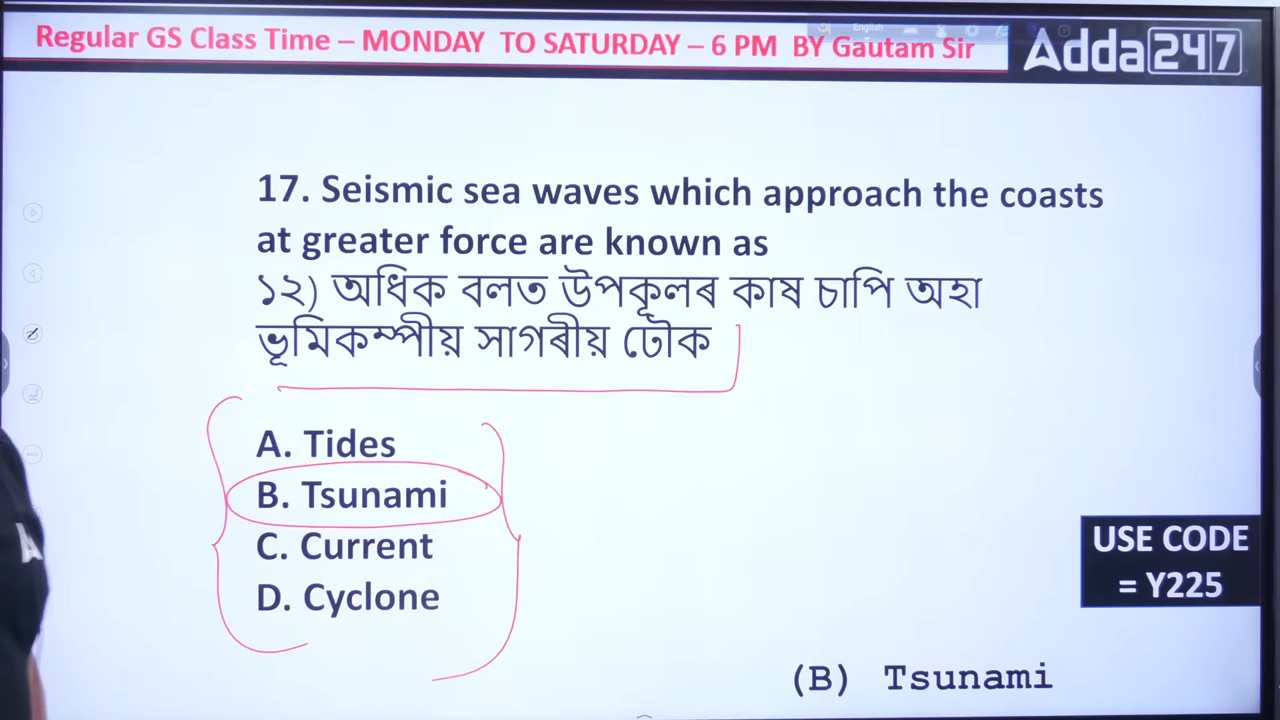 Regular GS Class Time – MONDAY TO SATURDAY – 6 PM BY Gautam Sir
English
Adda247
17. Seismic sea waves which approach the coasts
at greater force are known as
১২) অধিক বলত উপকূলৰ কাষ চাপি অহা
ভূমিকম্পীয় সাগৰীয় ঢৌক
A. Tides
B. Tsunami
C. Current
D. Cyclone
USE CODE
= Y225
(B) Tsunami